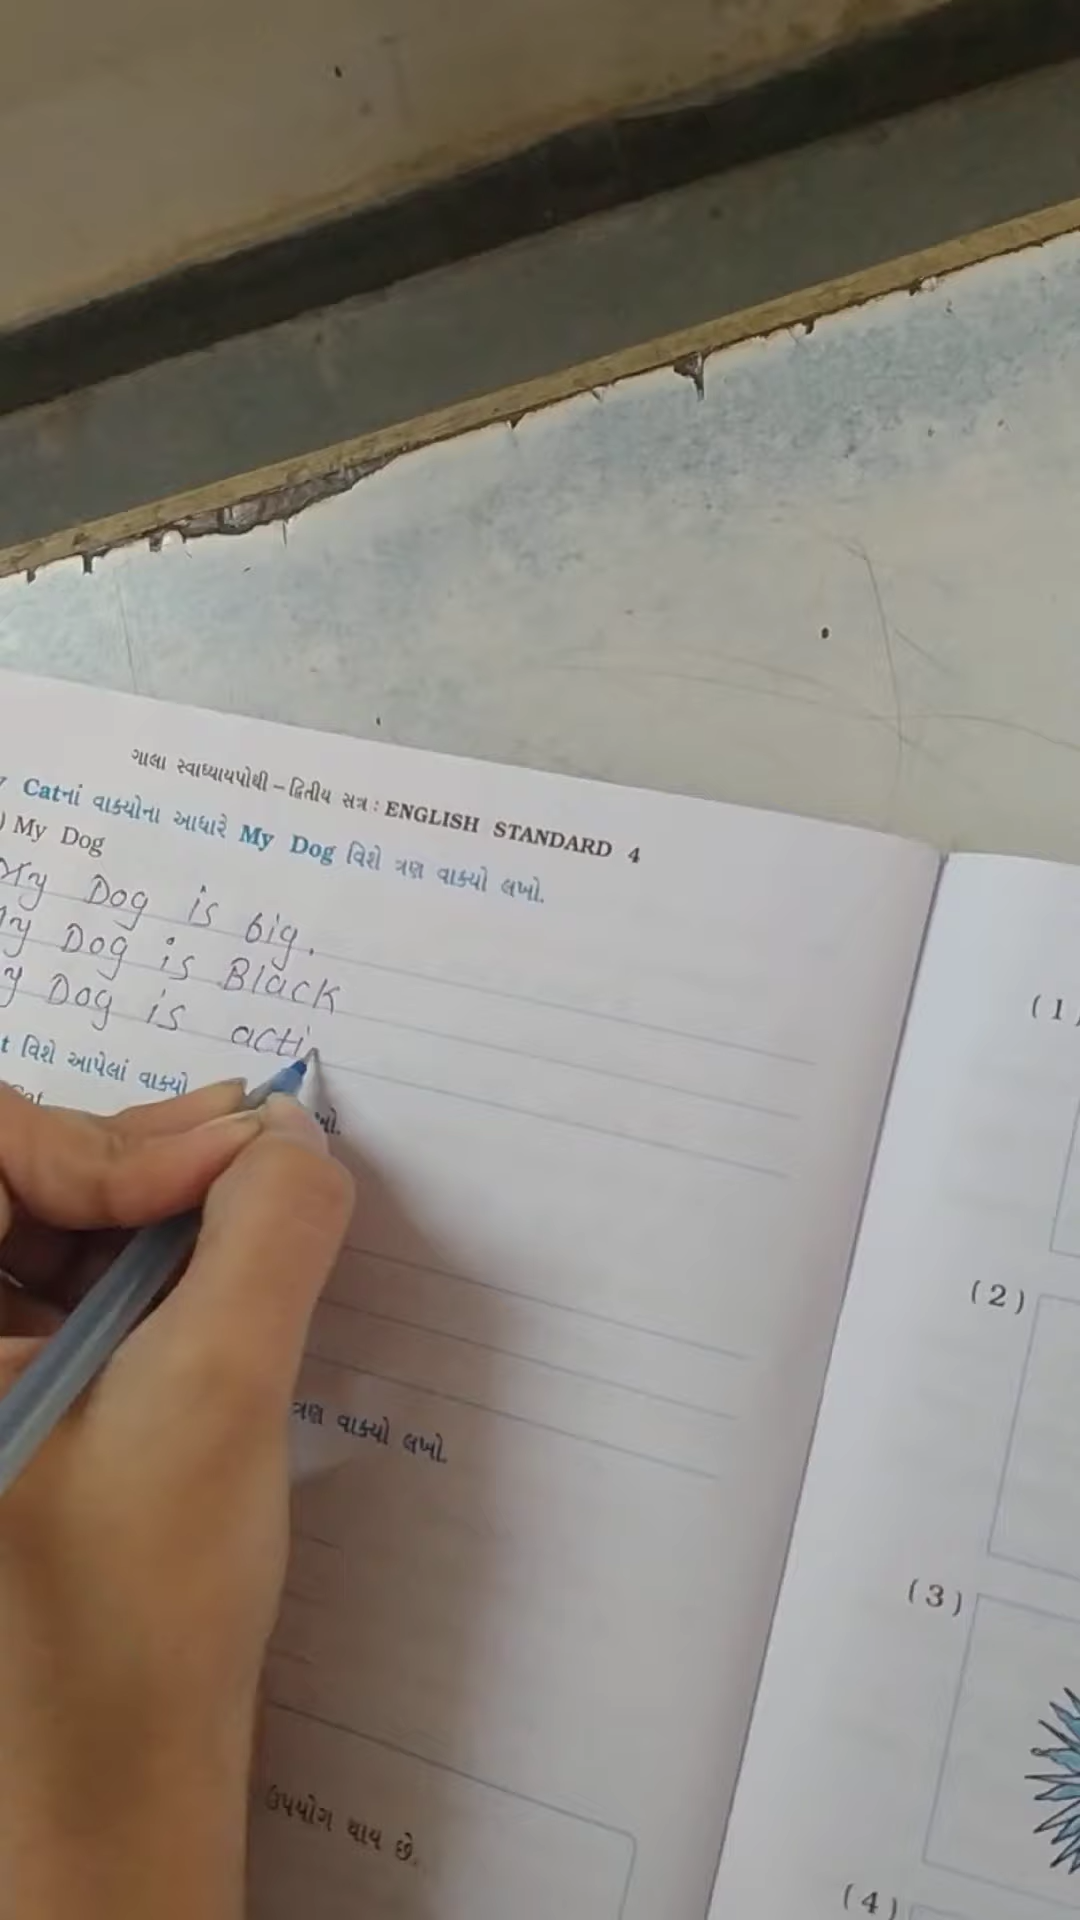 ગાલા સ્વાધ્યાયપોથી – દ્વિતીય સત્ર : ENGLISH STANDARD 4
Catનાં વાક્યોના આધારે My Dog વિશે ત્રણ વાક્યો લખો.
) My Dog
My Dog is big.
My Dog is Black
y Dog is acti
t વિશે આપેલાં વાક્યો
ત્રણ વાક્યો લખો.
ઉપયોગ થાય છે.
(1)
(2)
(3)
(4)